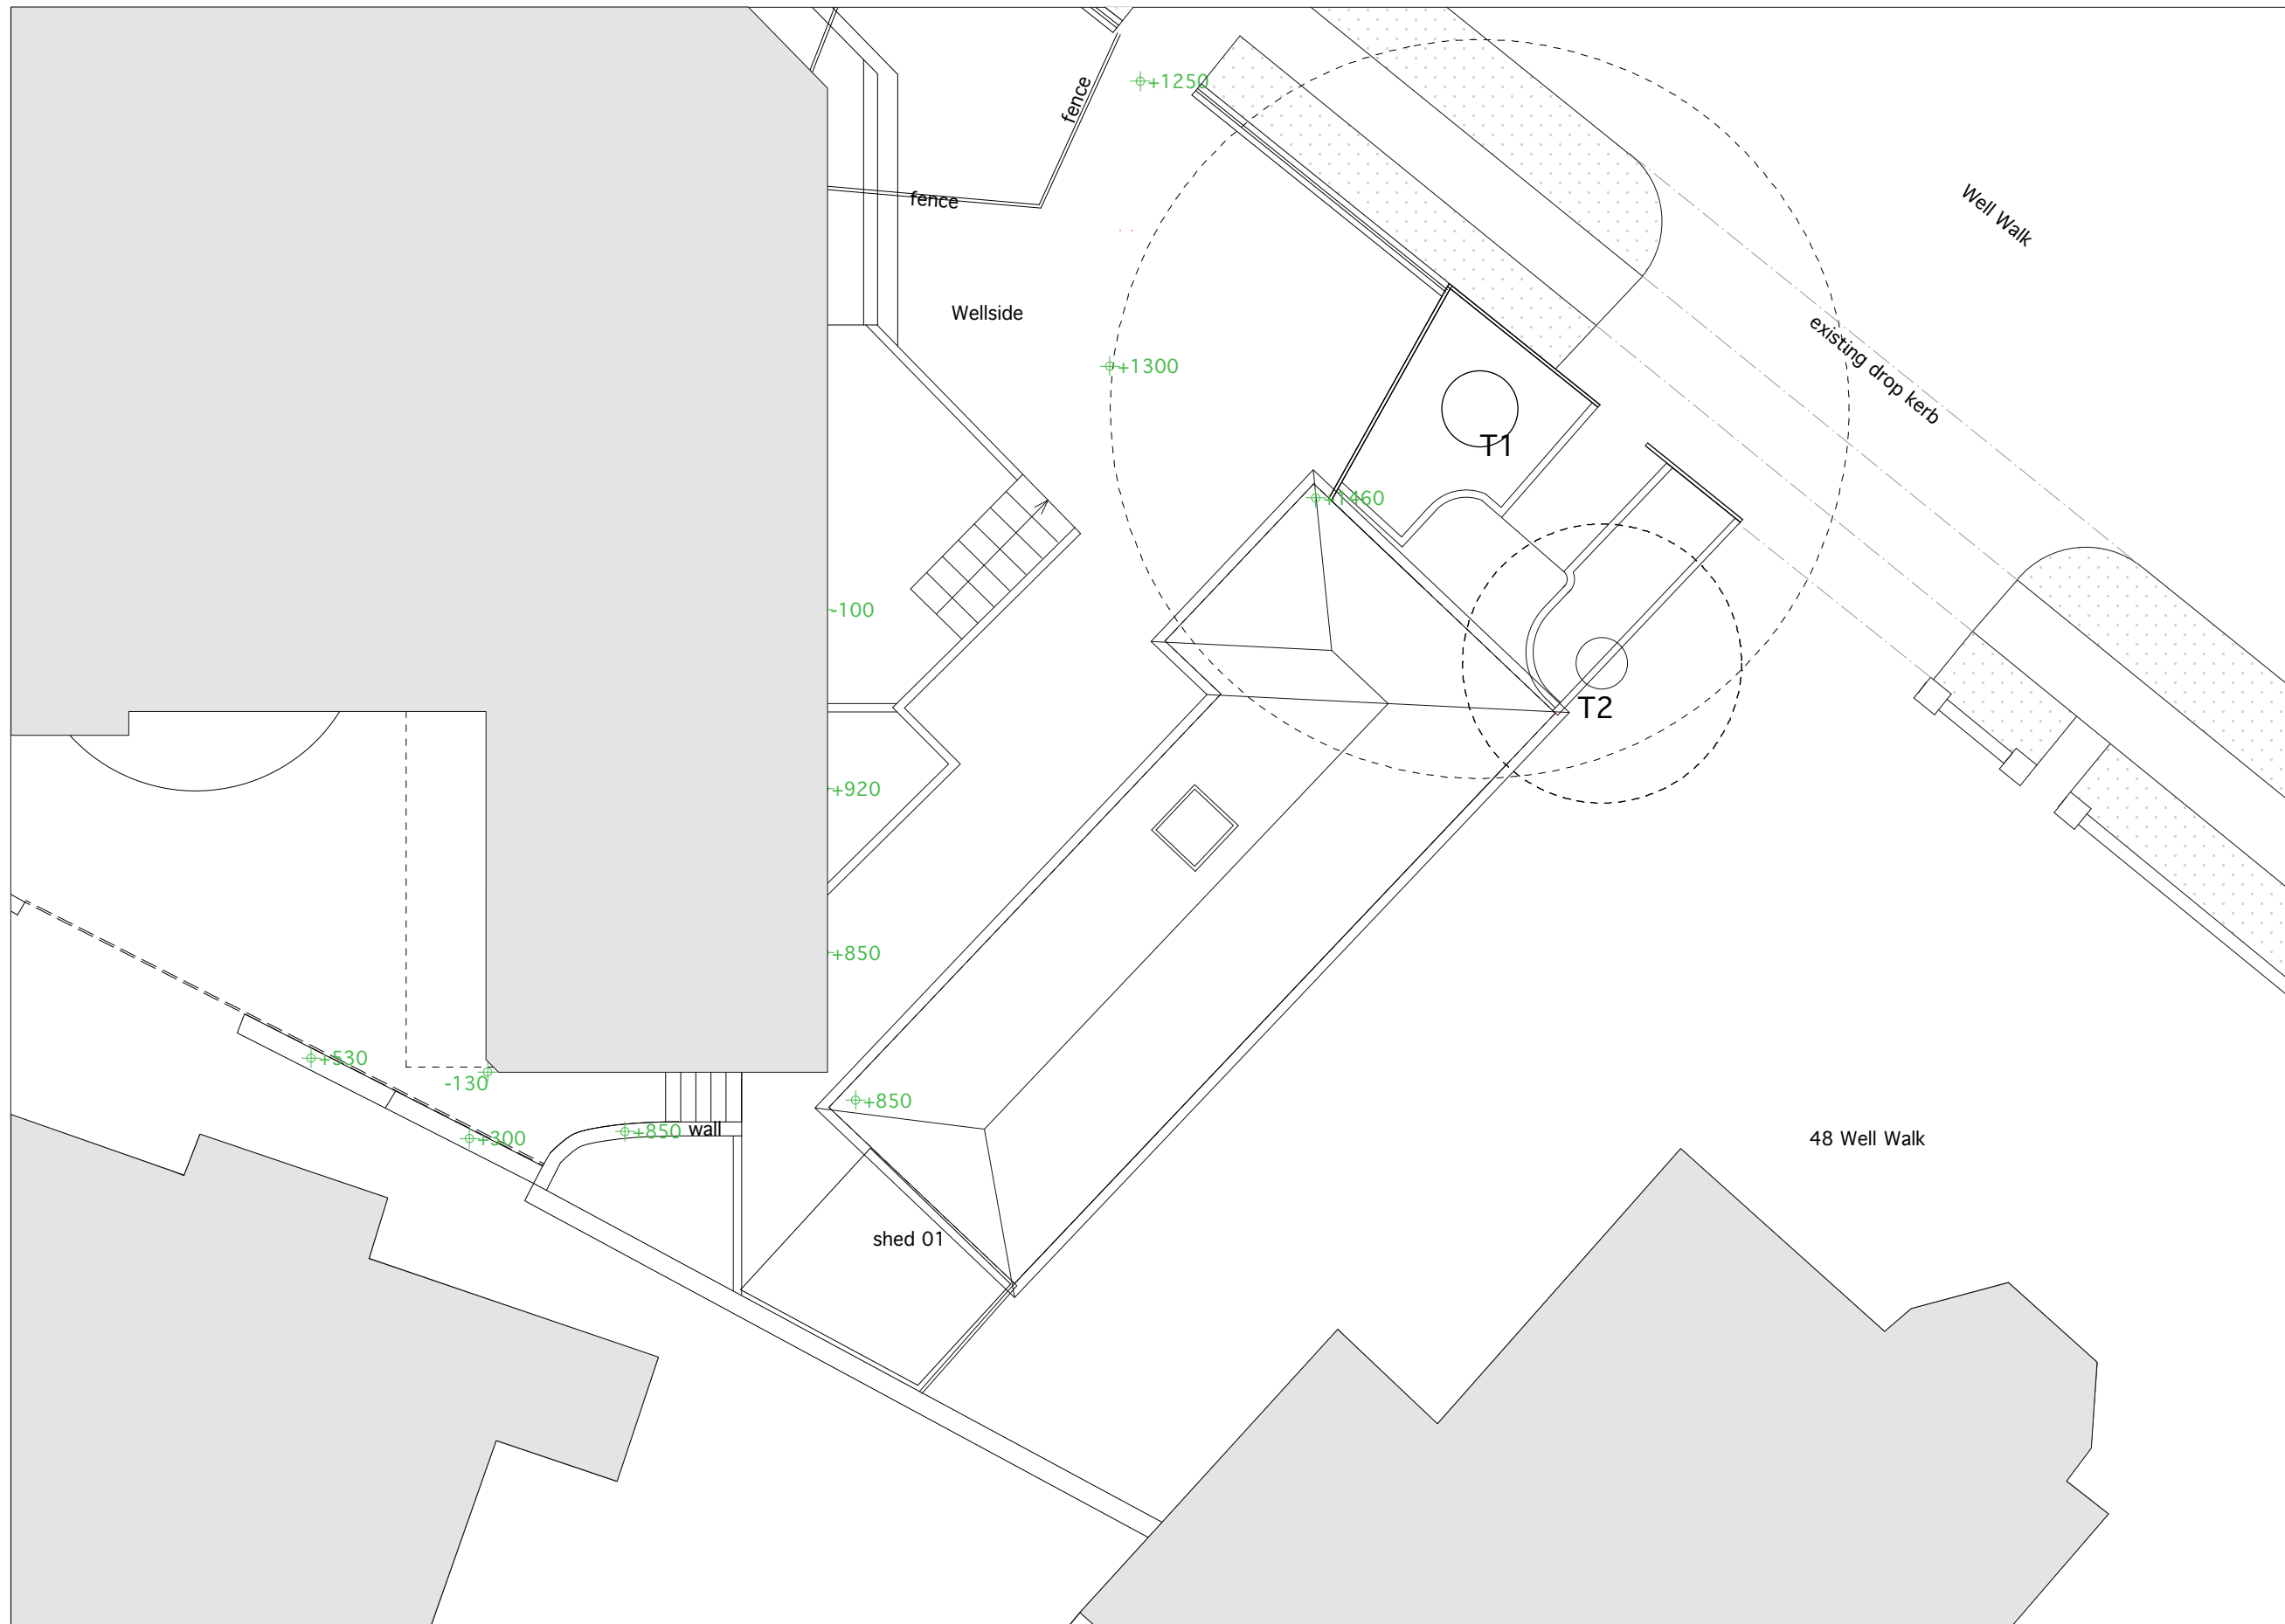 +1250
fence
fence
Well Walk
Wellside
existing drop kerb
+1300
T1
+1460
-100
T2
+920
+850
+530
-130
+850
+850 wall
+300
48 Well Walk
shed 01